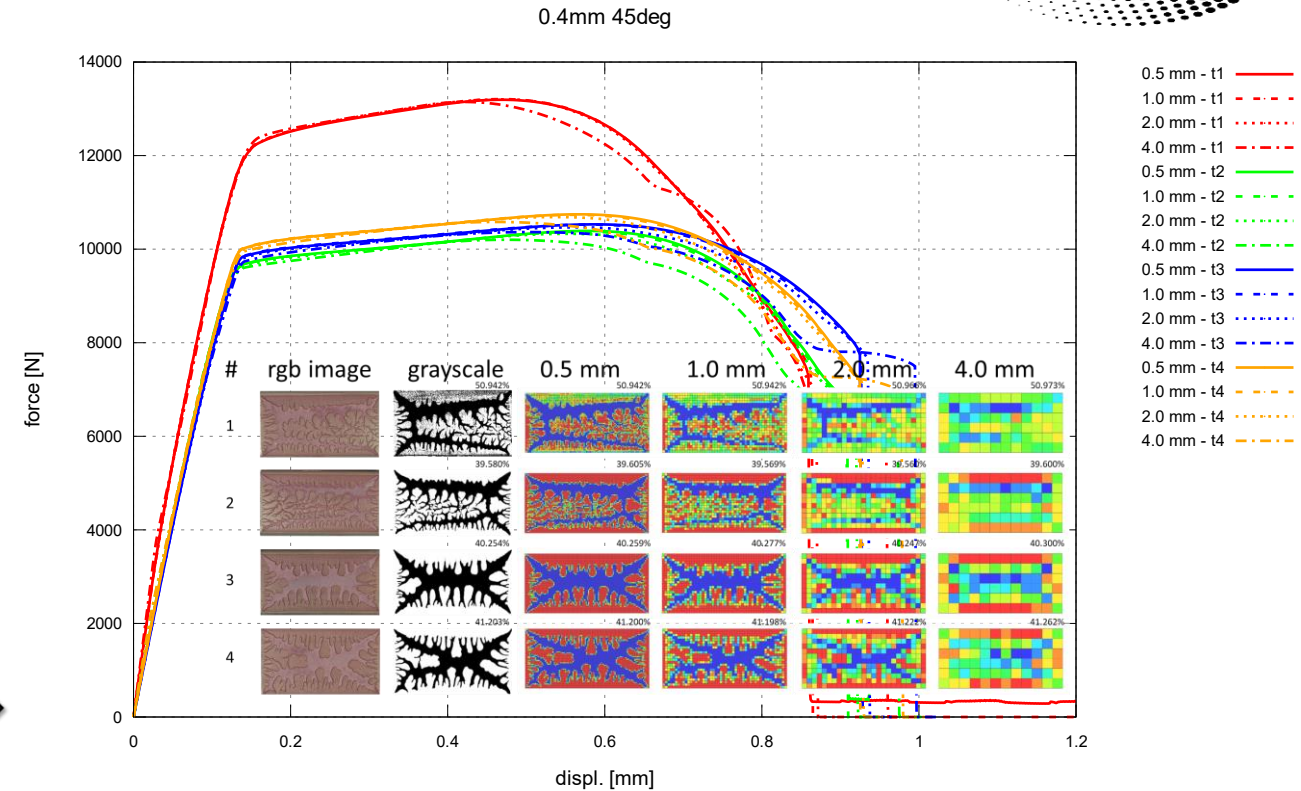 0.4mm 45deg
14000
12000
10000
8000
6000
4000
2000
0
force [N]
0 0.2 0.4 0.6 0.8 1 1.2
displ. [mm]
0.5 mm - t1
1.0 mm - t1
2.0 mm - t1
4.0 mm - t1
0.5 mm - t2
1.0 mm - t2
2.0 mm - t2
4.0 mm - t2
0.5 mm - t3
1.0 mm - t3
2.0 mm - t3
4.0 mm - t3
0.5 mm - t4
1.0 mm - t4
2.0 mm - t4
4.0 mm - t4
# rgb image grayscale 0.5 mm 1.0 mm 2.0 mm 4.0 mm
50.942% 50.942% 50.942% 50.973%
1
39.580% 39.605% 39.569% 39.600%
2
40.254% 40.259% 40.277% 40.247% 40.300%
3
41.203% 41.200% 41.198% 41.262%
4